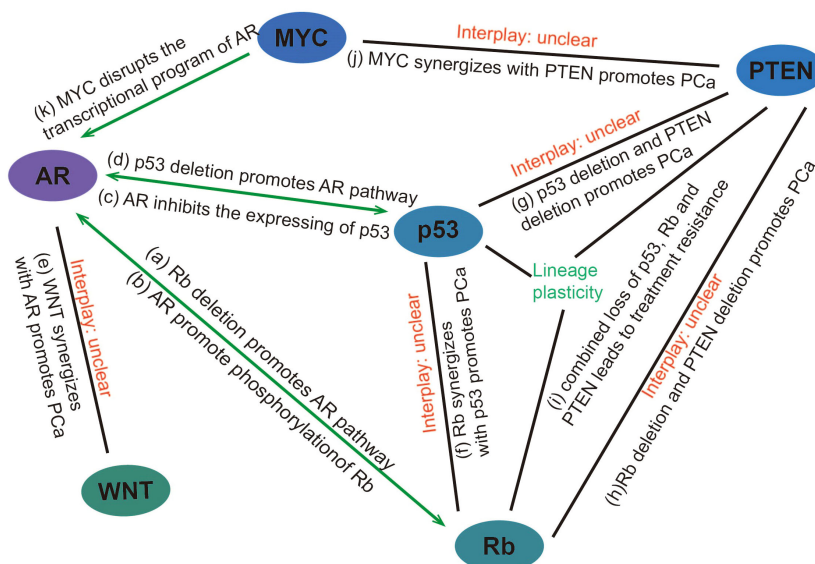 MYC
Interplay: unclear
(j) MYC synergizes with PTEN promotes PCa
PTEN
(k) MYC disrupts the
transcriptional program of AR
AR
(d) p53 deletion promotes AR pathway
(c) AR inhibits the expressing of p53
p53
Interplay: unclear
(g) p53 deletion and PTEN
deletion promotes PCa
Lineage
plasticity
(e) WNT synergizes
with AR promotes PCa
Interplay: unclear
(a) Rb deletion promotes AR pathway
(b) AR promote phosphorylationof Rb
Interplay: unclear
(f) Rb synergizes
with p53 promotes PCa
(i) combined loss of p53, Rb and
PTEN leads to treatment resistance
Interplay: unclear
(h)Rb deletion and PTEN deletion promotes PCa
WNT
Rb